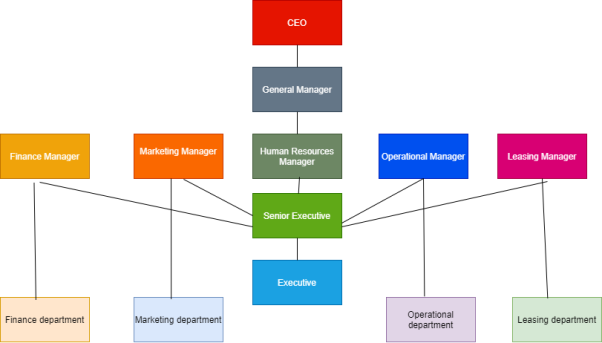 CEO
General Manager
Finance Manager
Marketing Manager
Human Resources
Manager
Operational Manager
Leasing Manager
Senior Executive
Executive
Finance department
Marketing department
Operational
department
Leasing department